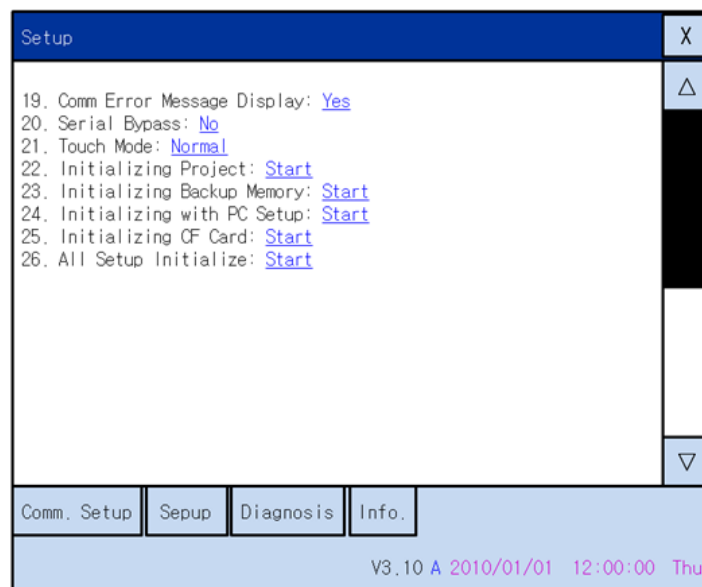 Setup X
△
19. Comm Error Message Display: Yes
20. Serial Bypass: No
21. Touch Mode: Normal
22. Initializing Project: Start
23. Initializing Backup Memory: Start
24. Initializing with PC Setup: Start
25. Initializing CF Card: Start
26. All Setup Initialize: Start
▽
Comm. Setup Sepup Diagnosis Info.
V3.10 A 2010/01/01 12:00:00 Thu